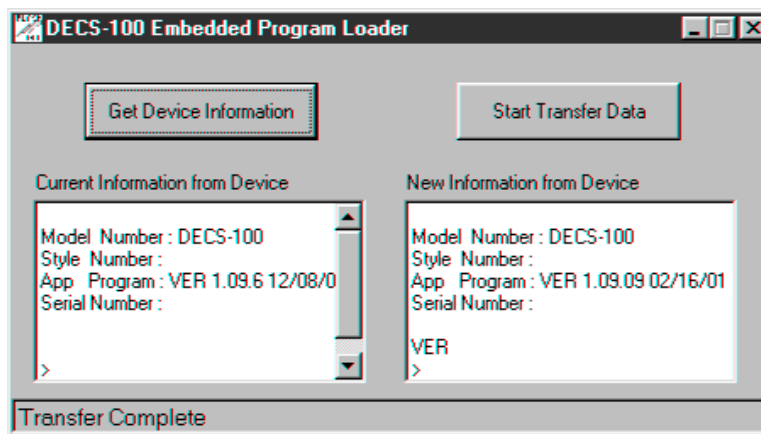 DECS-100 Embedded Program Loader
Get Device Information
Start Transfer Data
Current Information from Device
Model Number : DECS-100
Style Number :
App Program : VER 1.09.6 12/08/0
Serial Number :
>
New Information from Device
Model Number : DECS-100
Style Number :
App Program : VER 1.09.09 02/16/01
Serial Number :
VER
>
Transfer Complete